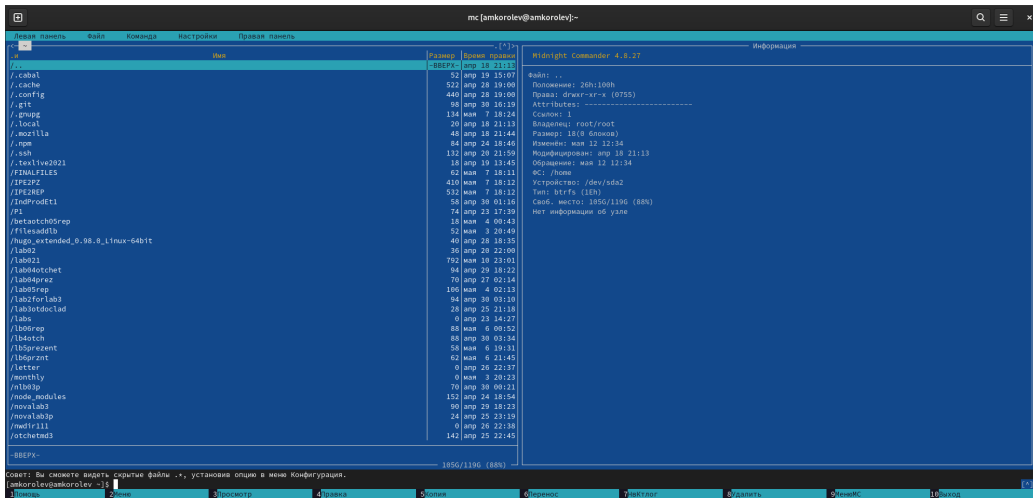 mc [amkorolev@amkorolev]:~
Левая панель Файл Команда Настройки Правая панель
<─ ~ .[^]>
Информация
.и Имя Размер Время правки
Midnight Commander 4.8.27
/.. -ВВЕРХ- апр 18 21:13
/.cabal 52 апр 19 15:07
Файл: ..
/.cache 522 апр 28 19:00
Положение: 26h:100h
/.config 440 апр 28 19:00
Права: drwxr-xr-x (0755)
/.git 98 апр 30 16:19
Attributes: -------------------------
/.gnupg 134 мая 7 18:24
Ссылок: 1
/.local 20 апр 18 21:13
Владелец: root/root
/.mozilla 48 апр 18 21:44
Размер: 18(0 блоков)
/.npm 84 апр 24 18:46
Изменён: мая 12 12:34
/.ssh 132 апр 20 21:59
Модифицирован: апр 18 21:13
/.texlive2021 18 апр 19 13:45
Обращение: мая 12 12:34
/FINALFILES 62 мая 7 18:11
ФС: /home
/IPE2PZ 410 мая 7 18:12
Устройство: /dev/sda2
/IPE2REP 532 мая 7 18:12
Тип: btrfs (1Eh)
/IndProdEt1 58 апр 30 01:16
Своб. место: 105G/119G (88%)
/P1 74 апр 23 17:39
Нет информации об узле
/betaotch05rep 18 мая 4 00:43
/filesaddlb 52 мая 3 20:49
/hugo_extended_0.98.0_Linux-64bit 40 апр 28 18:35
/lab02 36 апр 20 22:00
/lab021 792 мая 10 23:01
/lab04otchet 94 апр 29 18:22
/lab04prez 70 апр 27 02:14
/lab05rep 106 мая 4 02:13
/lab2forlab3 94 апр 30 03:10
/lab3otdoclad 28 апр 25 21:18
/labs 0 апр 23 14:27
/lb06rep 88 мая 6 00:52
/lb4otch 88 апр 30 03:34
/lb5prezent 58 мая 6 19:31
/lb6prznt 62 мая 6 21:45
/letter 0 апр 26 22:37
/monthly 0 мая 3 20:23
/nlb03p 70 апр 30 00:21
/node_modules 152 апр 24 18:54
/novalab3 90 апр 29 18:23
/novalab3p 24 апр 25 23:19
/nwdir111 0 апр 26 22:38
/otchetmd3 142 апр 25 22:45
-ВВЕРХ-
105G/119G (88%)
Совет: Вы сможете видеть скрытые файлы .*, установив опцию в меню Конфигурация.
[amkorolev@amkorolev ~]$ [^]
1Помощь 2Меню 3Просмотр 4Правка 5Копия 6Перенос 7НвКтлог 8Удалить 9МенюМС 10Выход